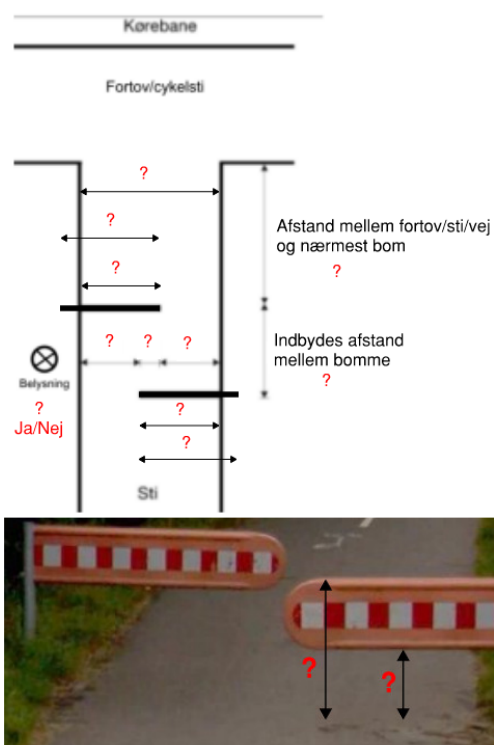 Kørebane
Fortov/cykelsti
?
?
?
Afstand mellem fortov/sti/vej
og nærmest bom
?
? ? ?
Indbydes afstand
mellem bomme
?
Belysning
?
Ja/Nej
?
?
Sti
?
?